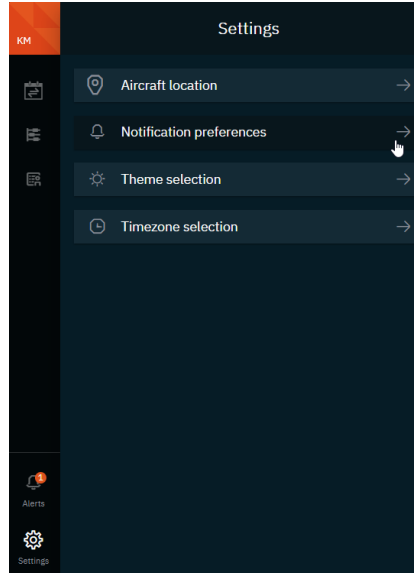 KM
Settings
Aircraft location
Notification preferences
Theme selection
Timezone selection
1
Alerts
Settings